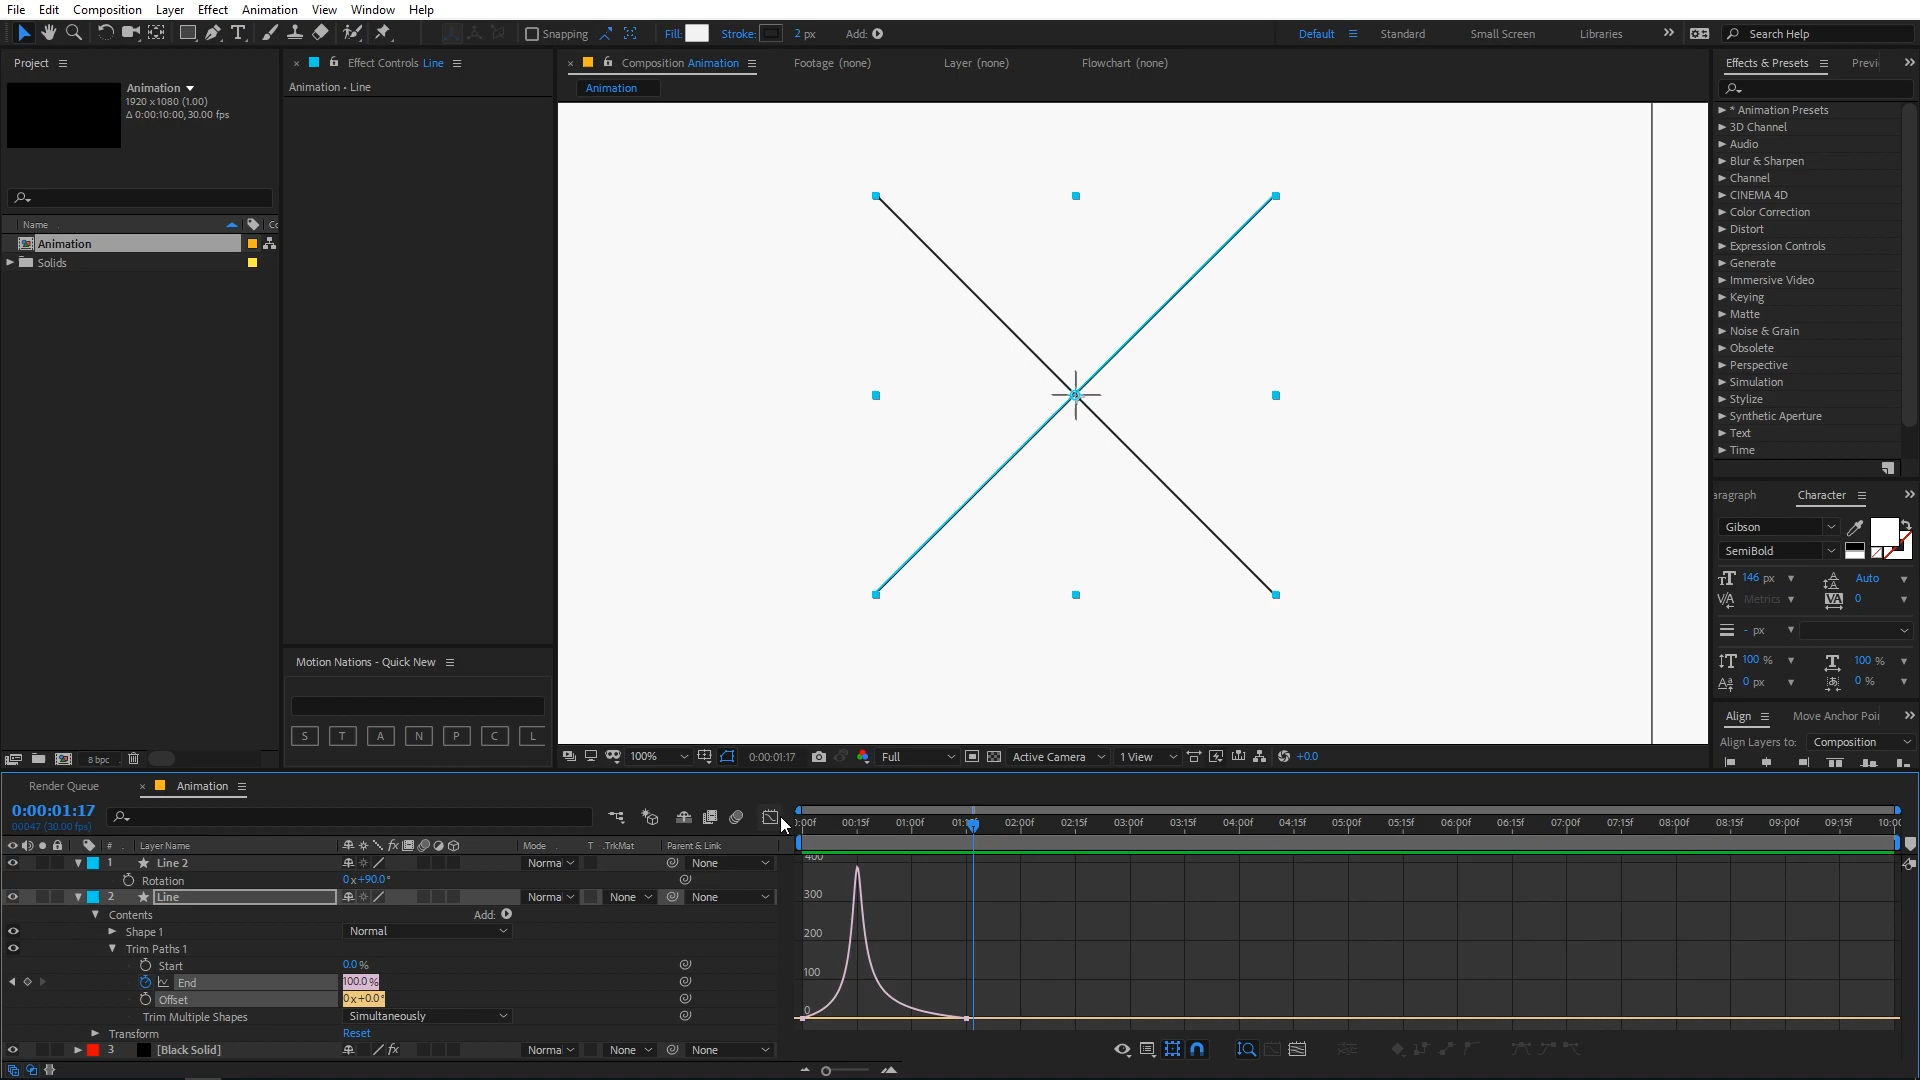 File Edit Composition Layer Effect Animation View Window Help
Snapping Fill: Stroke: 2 px Add: Default Standard Small Screen Libraries Search Help
Project Effect Controls Line Composition Animation Footage (none) Layer (none) Flowchart (none) Effects & Presets Previ
Animation
1920 x1080 (1.00)
Δ 0:00:10:00, 30.00 fps
Animation • Line
Animation
* Animation Presets
3D Channel
Audio
Blur & Sharpen
Channel
CINEMA 4D
Color Correction
Distort
Expression Controls
Generate
Immersive Video
Keying
Matte
Noise & Grain
Obsolete
Perspective
Simulation
Stylize
Synthetic Aperture
Text
Time
Name Co
Animation
Solids
8 bpc
Motion Nations - Quick New
S T A N P C L
aragraph Character
Gibson
SemiBold
146 px Auto
Metrics 0
- px
100 % 100 %
0 px 0 %
Align Move Anchor Poi
Align Layers to: Composition
100% 0:00:01:17 Full Active Camera 1 View +0.0
Render Queue Animation
0:00:01:17
00047 (30.00 fps)
00f 00:15f 01:00f 01: 02:00f 02:15f 03:00f 03:15f 04:00f 04:15f 05:00f 05:15f 06:00f 06:15f 07:00f 07:15f 08:00f 08:15f 09:00f 09:15f 10:0
# Layer Name fx Mode T .TrkMat Parent & Link
1 Line 2 Norma None
Rotation 0x+90.0°
2 Line Norma None None
Contents Add:
Shape 1 Normal
Trim Paths 1
Start 0.0%
End 100.0%
Offset 0x+0.0°
Trim Multiple Shapes Simultaneously
Transform Reset
3 [Black Solid] fx Norma None None
400
300
200
100
0